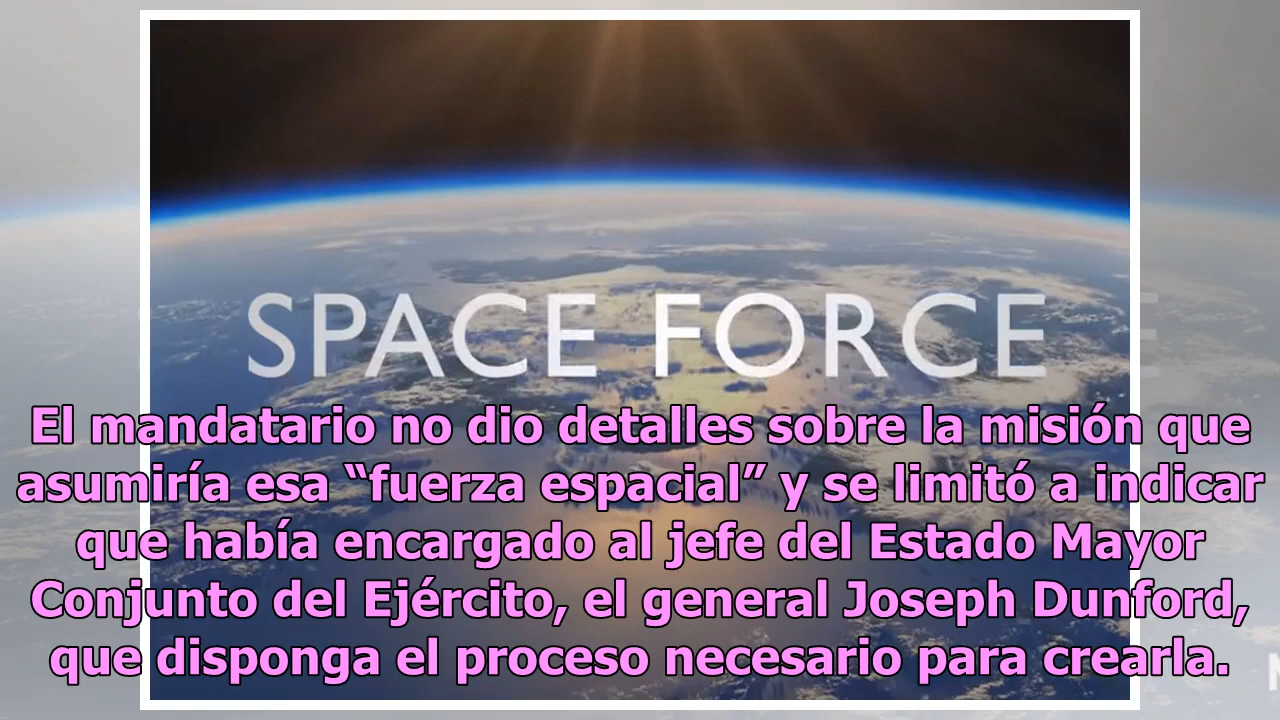 SPACE FORCE
El mandatario no dio detalles sobre la misión que
asumiría esa “fuerza espacial” y se limitó a indicar
que había encargado al jefe del Estado Mayor
Conjunto del Ejército, el general Joseph Dunford,
que disponga el proceso necesario para crearla.